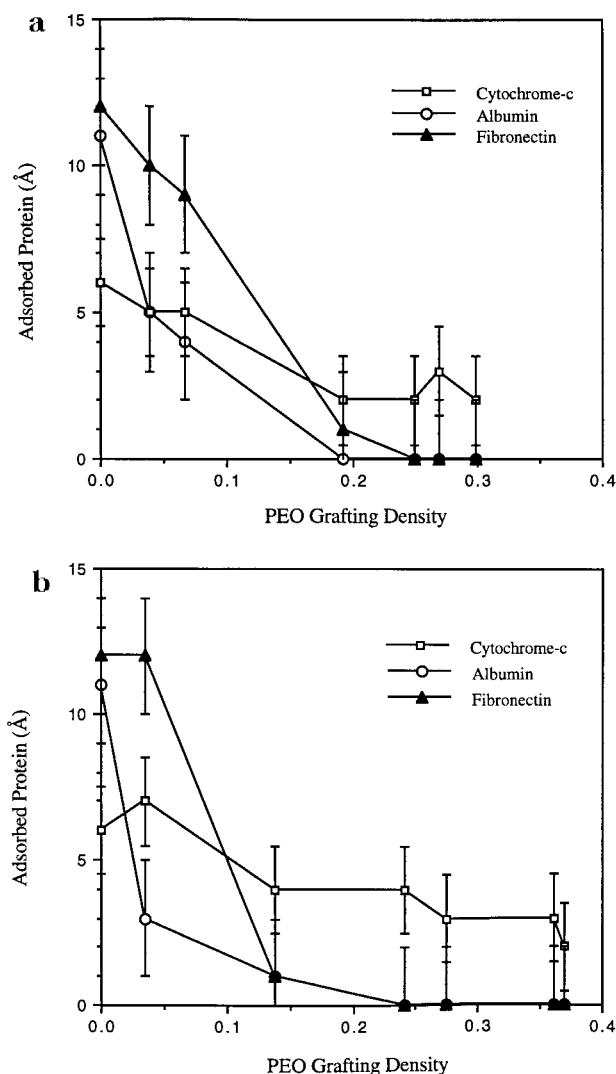 a
15
10
5
0
Adsorbed Protein (Å)
Cytochrome-c
Albumin
Fibronectin
0.0 0.1 0.2 0.3 0.4
PEO Grafting Density
b
15
10
5
0
Adsorbed Protein (Å)
Cytochrome-c
Albumin
Fibronectin
0.0 0.1 0.2 0.3 0.4
PEO Grafting Density